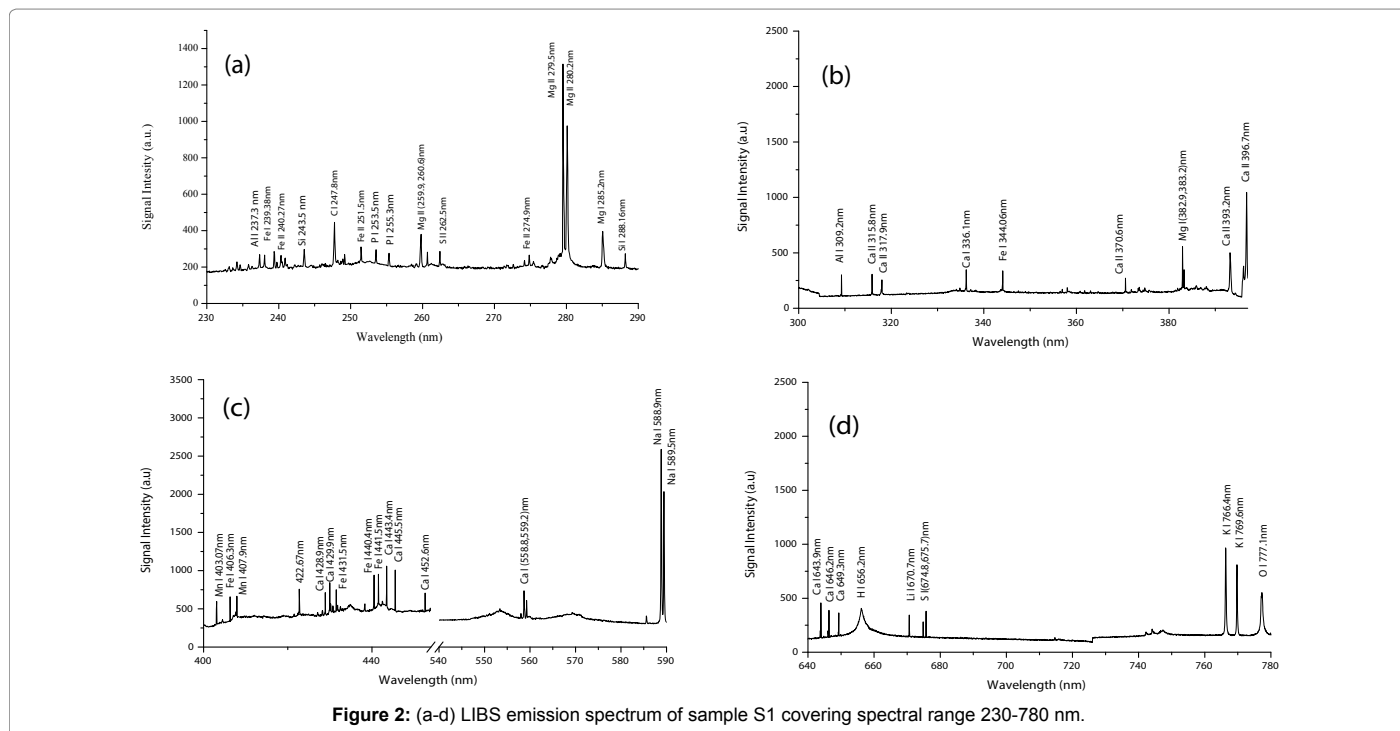 (a)
Signal Intesity (a.u.)
1400
1200
1000
800
600
400
200
0
Al I 237.3 nm
Fe I 239.38nm
Fe II 240.27nm
Si 243.5 nm
C I 247.8nm
Fe II 251.5nm
P I 253.5nm
P I 255.3nm
Mg II (259.9, 260.6)nm
S II 262.5nm
Fe II 274.9nm
Mg II 279.5nm
Mg II 280.2nm
Mg I 285.2nm
Si I 288.16nm
230 240 250 260 270 280 290
Wavelength (nm)
(b)
Signal Intensity (a.u)
2500
2000
1500
1000
500
0
Al I 309.2nm
Ca II 315.8nm
Ca II 317.9nm
Ca I 336.1nm
Fe I 344.06nm
Ca II 370.6nm
Mg I(382.9,383.2)nm
Ca II 393.2nm
Ca II 396.7nm
300 320 340 360 380
Wavelength (nm)
(c)
Signal Intensity (a.u)
3500
3000
2500
2000
1500
1000
500
0
Mn I 403.07nm
Fe I 406.3nm
Mn I 407.9nm
422.67nm
Ca I 428.9nm
Ca I 429.9nm
Fe I 431.5nm
Fe I 440.4nm
Fe I 441.5nm
Ca I 443.4nm
Ca I 445.5nm
Ca I 452.6nm
Ca I (558.8,559.2)nm
Na I 588.9nm
Na I 589.5nm
400 440 540 550 560 570 580 590
Wavelength (nm)
(d)
Signal Intensity (a.u)
2500
2000
1500
1000
500
0
Ca I 643.9nm
Ca I 646.2nm
Ca 649.3nm
H I 656.2nm
Li I 670.7nm
S I(674.8,675.7)nm
K I 766.4nm
K I 769.6nm
O I 777.1nm
640 660 680 700 720 740 760 780
Wavelength (nm)
Figure 2: (a-d) LIBS emission spectrum of sample S1 covering spectral range 230-780 nm.